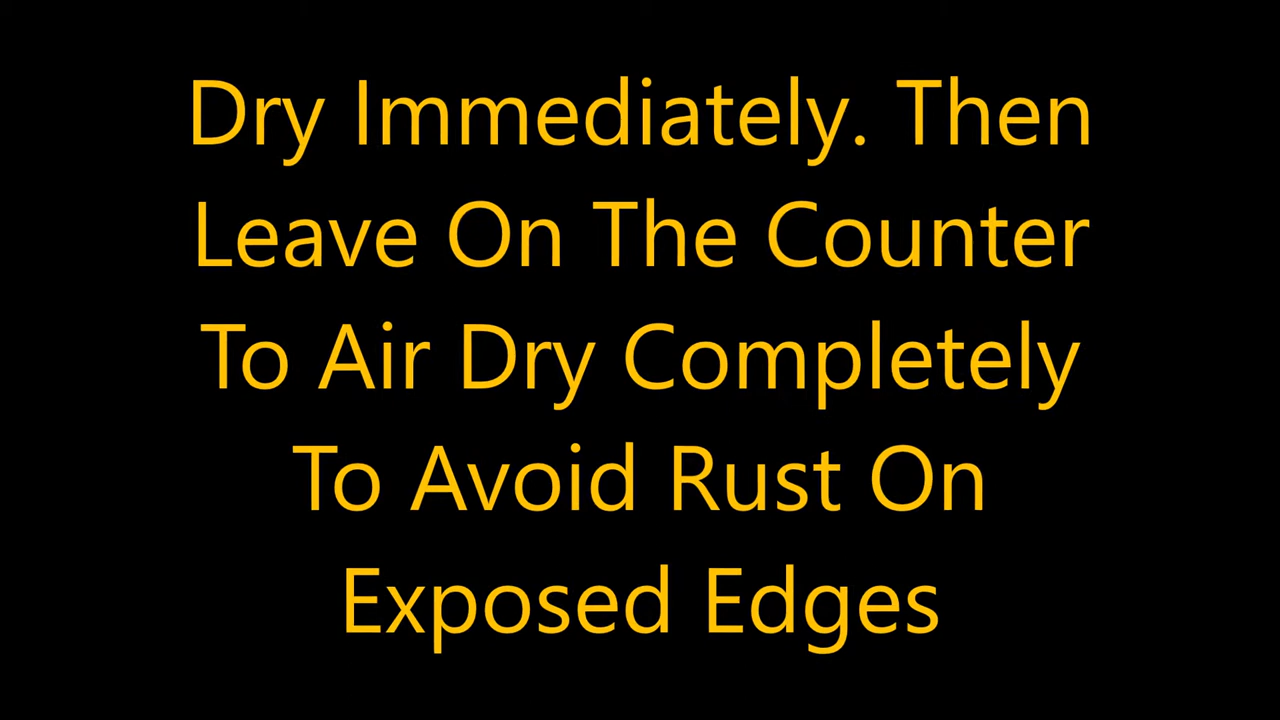 Dry Immediately. Then
Leave On The Counter
To Air Dry Completely
To Avoid Rust On
Exposed Edges